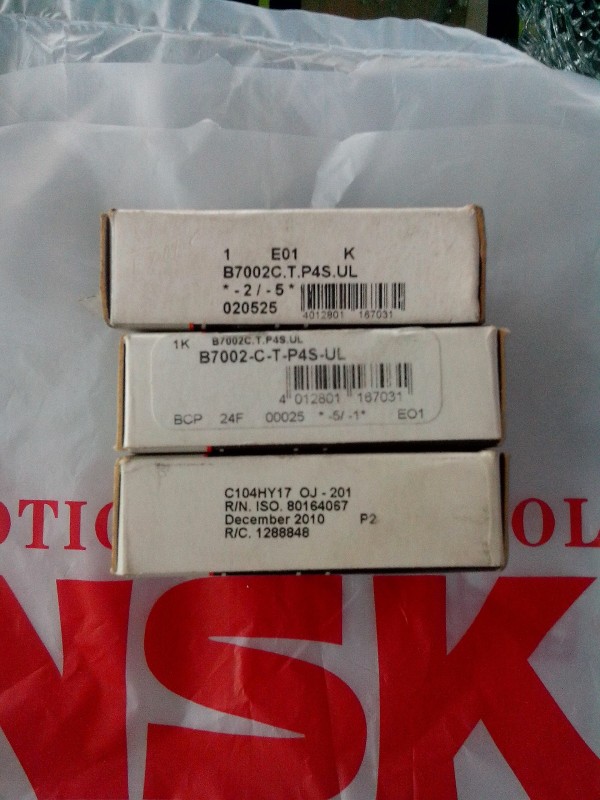 1 E01 K
B7002C.T.P4S.UL
* - 2 / - 5 *
020525
4012801 167031
1K B7002C.T.P4S.UL
B7002-C-T-P4S-UL
4 012801 167031
BCP 24F 00025 * -5/ -1* EO1
C104HY17 OJ - 201
R/N. ISO. 80164067
December 2010 P2
R/C. 1288848
OTIO OL
NSK